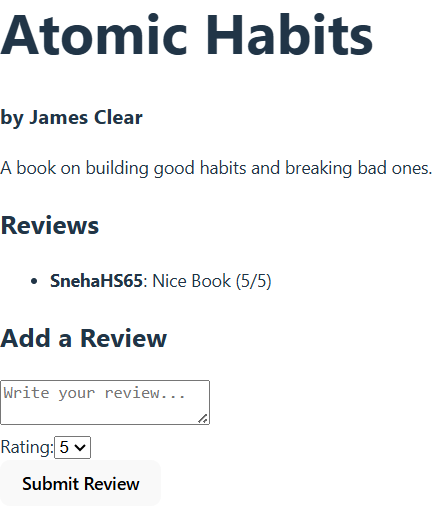 Atomic Habits
by James Clear
A book on building good habits and breaking bad ones.
Reviews
• SnehaHS65: Nice Book (5/5)
Add a Review
Write your review...
Rating: 5
Submit Review